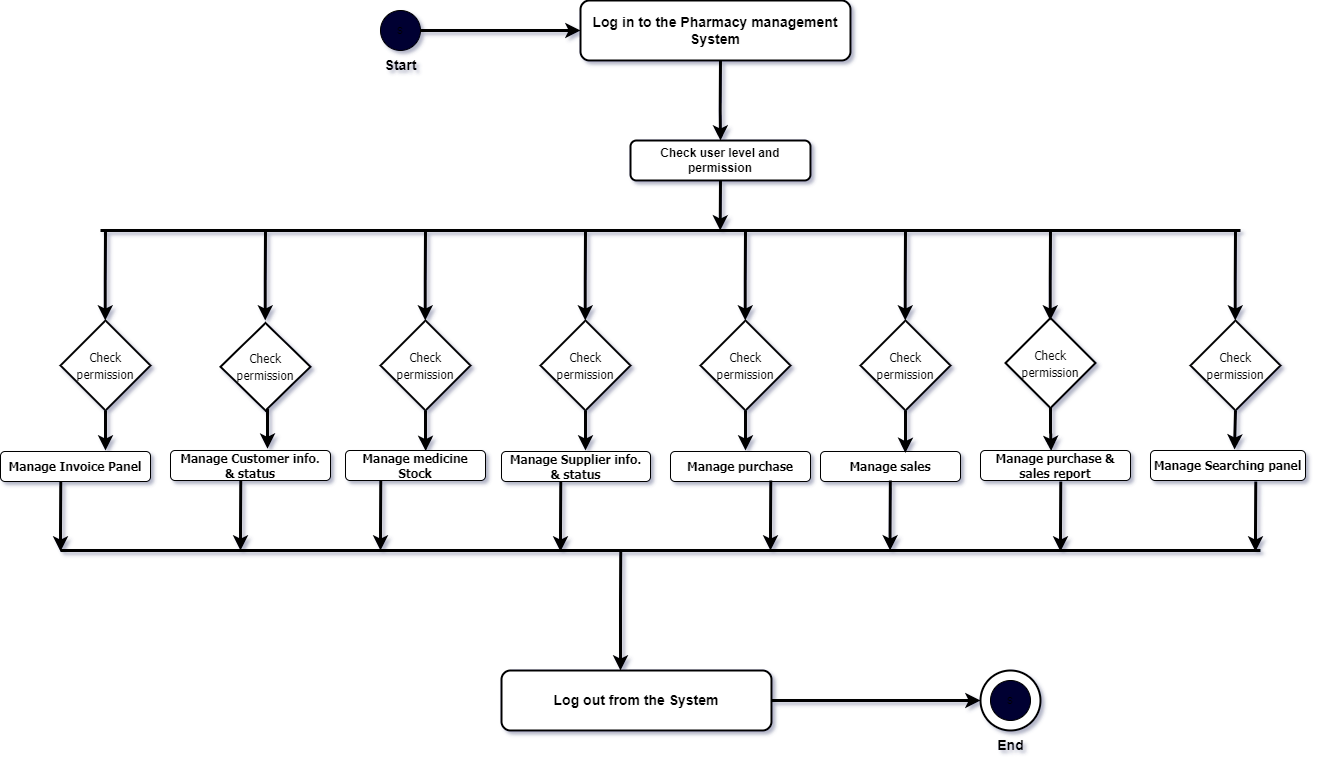 Log in to the Pharmacy management
System
Start
Check user level and
permission
Check
permission
Check
permission
Check
permission
Check
permission
Check
permission
Check
permission
Check
permission
Check
permission
Manage Invoice Panel
Manage Customer info.
& status
Manage medicine
Stock
Manage Supplier info.
& status
Manage purchase
Manage sales
Manage purchase &
sales report
Manage Searching panel
Log out from the System
End